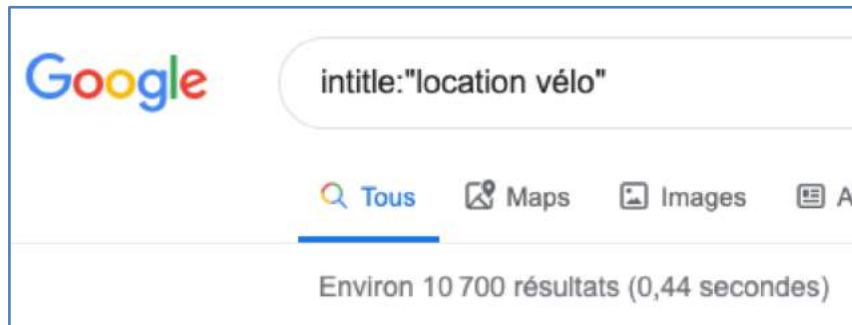 Google
intitle:"location vélo"
Tous Maps Images A
Environ 10 700 résultats (0,44 secondes)